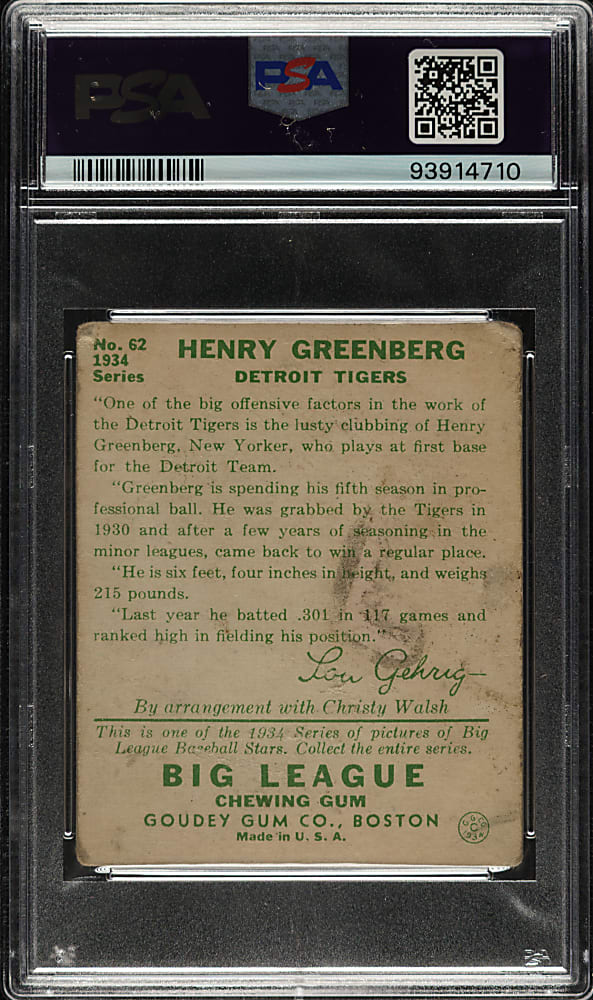 PSA
PSA
93914710
No. 62
1934
Series
HENRY GREENBERG
DETROIT TIGERS
"One of the big offensive factors in the work of
the Detroit Tigers is the lusty clubbing of Henry
Greenberg, New Yorker, who plays at first base
for the Detroit Team.
"Greenberg is spending his fifth season in pro-
fessional ball. He was grabbed by the Tigers in
1930 and after a few years of seasoning in the
minor leagues, came back to win a regular place.
"He is six feet, four inches in height, and weighs
215 pounds.
"Last year he batted .301 in 117 games and
ranked high in fielding his position."
Lou Gehrig
By arrangement with Christy Walsh
This is one of the 1934 Series of pictures of Big
League Baseball Stars. Collect the entire series.
BIG LEAGUE
CHEWING GUM
GOUDEY GUM CO., BOSTON
Made in U. S. A.
G.G.CO.
C
1934